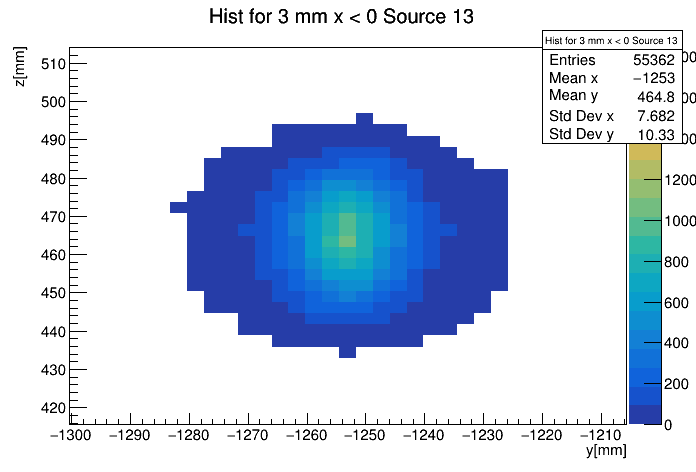 Hist for 3 mm x < 0 Source 13
Hist for 3 mm x < 0 Source 13
Entries 55362
Mean x −1253
Mean y 464.8
Std Dev x 7.682
Std Dev y 10.33
z[mm]
510
500
490
480
470
460
450
440
430
420
1200
1000
800
600
400
200
0
−1300 −1290 −1280 −1270 −1260 −1250 −1240 −1230 −1220 −1210
y[mm]